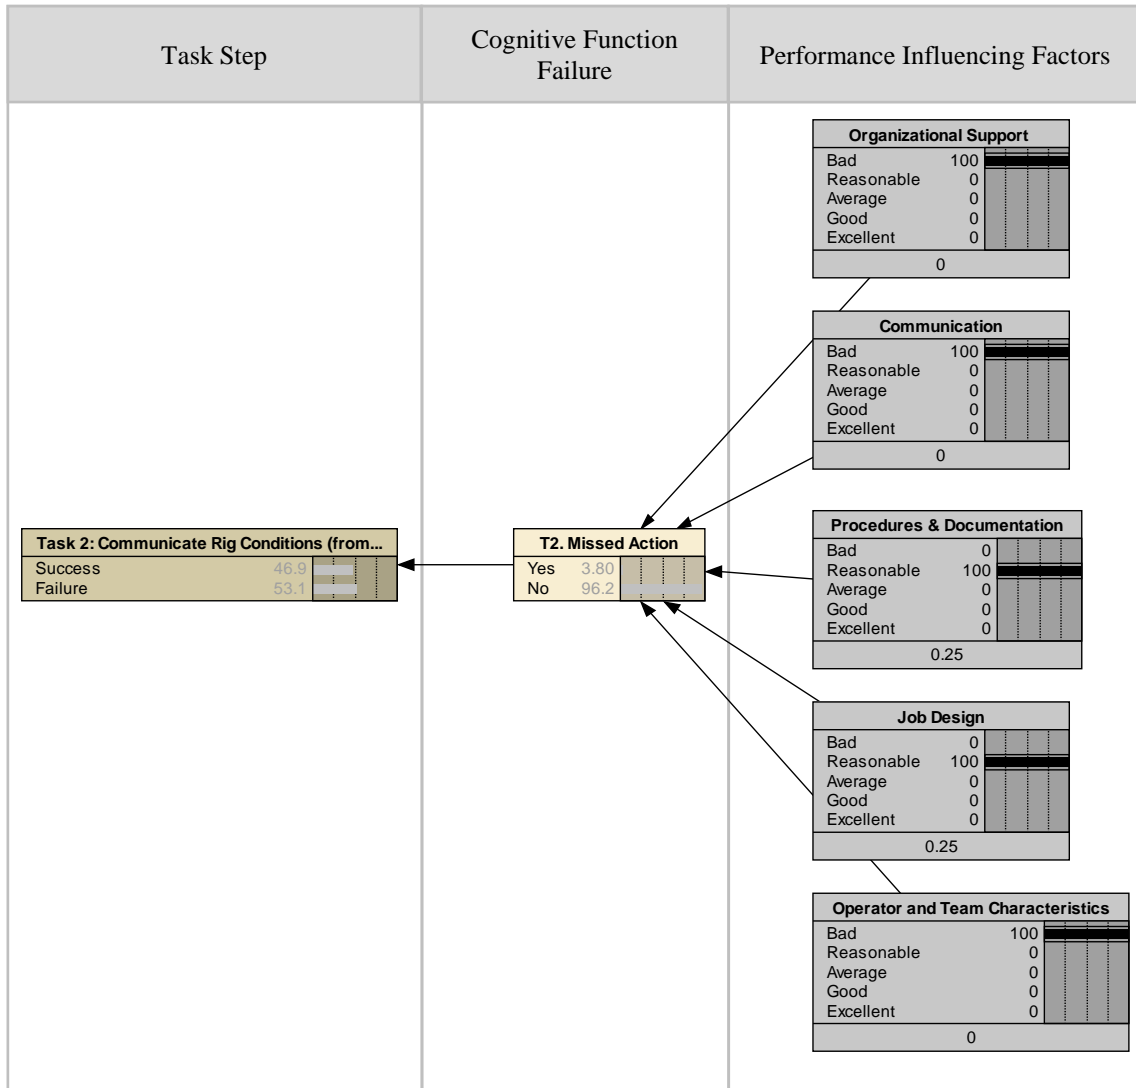 Task Step
Cognitive Function
Failure
Performance Influencing Factors
Organizational Support
Bad 100
Reasonable 0
Average 0
Good 0
Excellent 0
0
Communication
Bad 100
Reasonable 0
Average 0
Good 0
Excellent 0
0
Task 2: Communicate Rig Conditions (from...
Success 46.9
Failure 53.1
T2. Missed Action
Yes 3.80
No 96.2
Procedures & Documentation
Bad 0
Reasonable 100
Average 0
Good 0
Excellent 0
0.25
Job Design
Bad 0
Reasonable 100
Average 0
Good 0
Excellent 0
0.25
Operator and Team Characteristics
Bad 100
Reasonable 0
Average 0
Good 0
Excellent 0
0